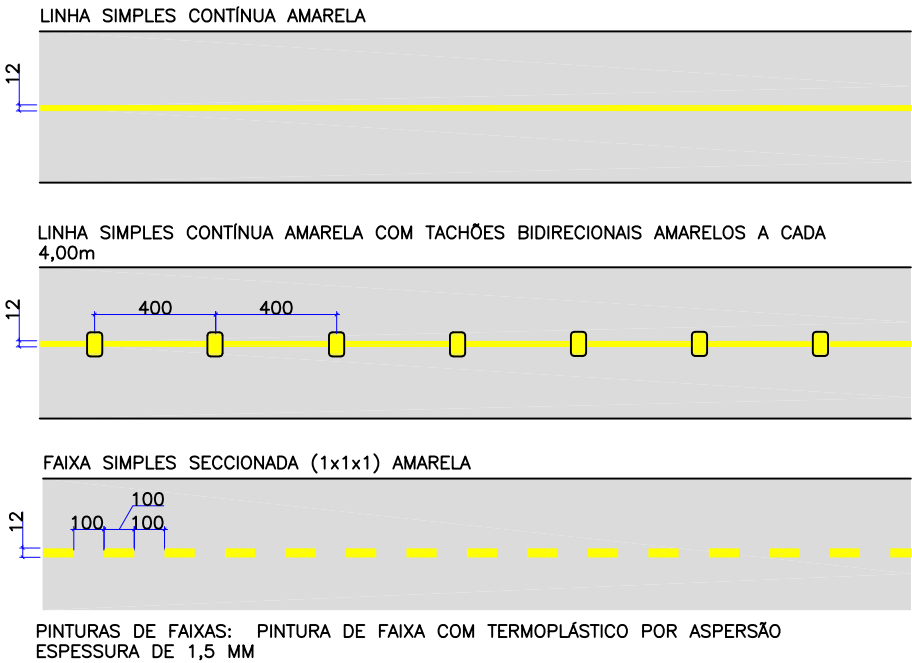 LINHA SIMPLES CONTÍNUA AMARELA
12
LINHA SIMPLES CONTÍNUA AMARELA COM TACHÕES BIDIRECIONAIS AMARELOS A CADA
4,00m
12
400
400
FAIXA SIMPLES SECCIONADA (1x1x1) AMARELA
12
100
100
100
PINTURAS DE FAIXAS: PINTURA DE FAIXA COM TERMOPLÁSTICO POR ASPERSÃO
ESPESSURA DE 1,5 MM